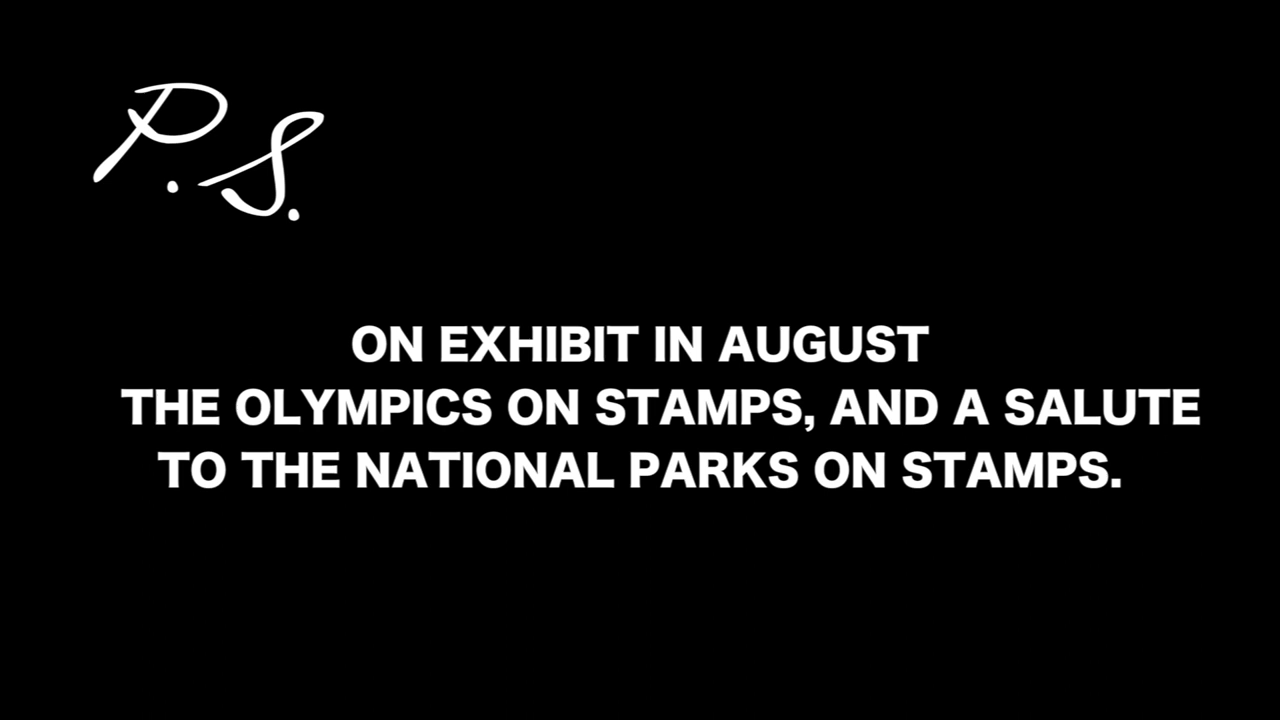 P.S.
ON EXHIBIT IN AUGUST
THE OLYMPICS ON STAMPS, AND A SALUTE
TO THE NATIONAL PARKS ON STAMPS.